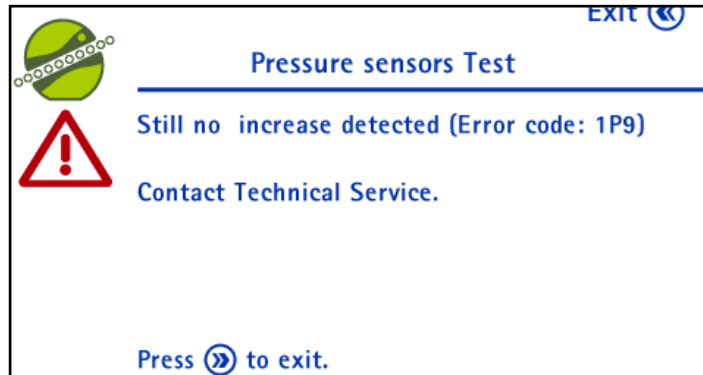 Exit
Pressure sensors Test
Still no increase detected (Error code: 1P9)
Contact Technical Service.
Press » to exit.